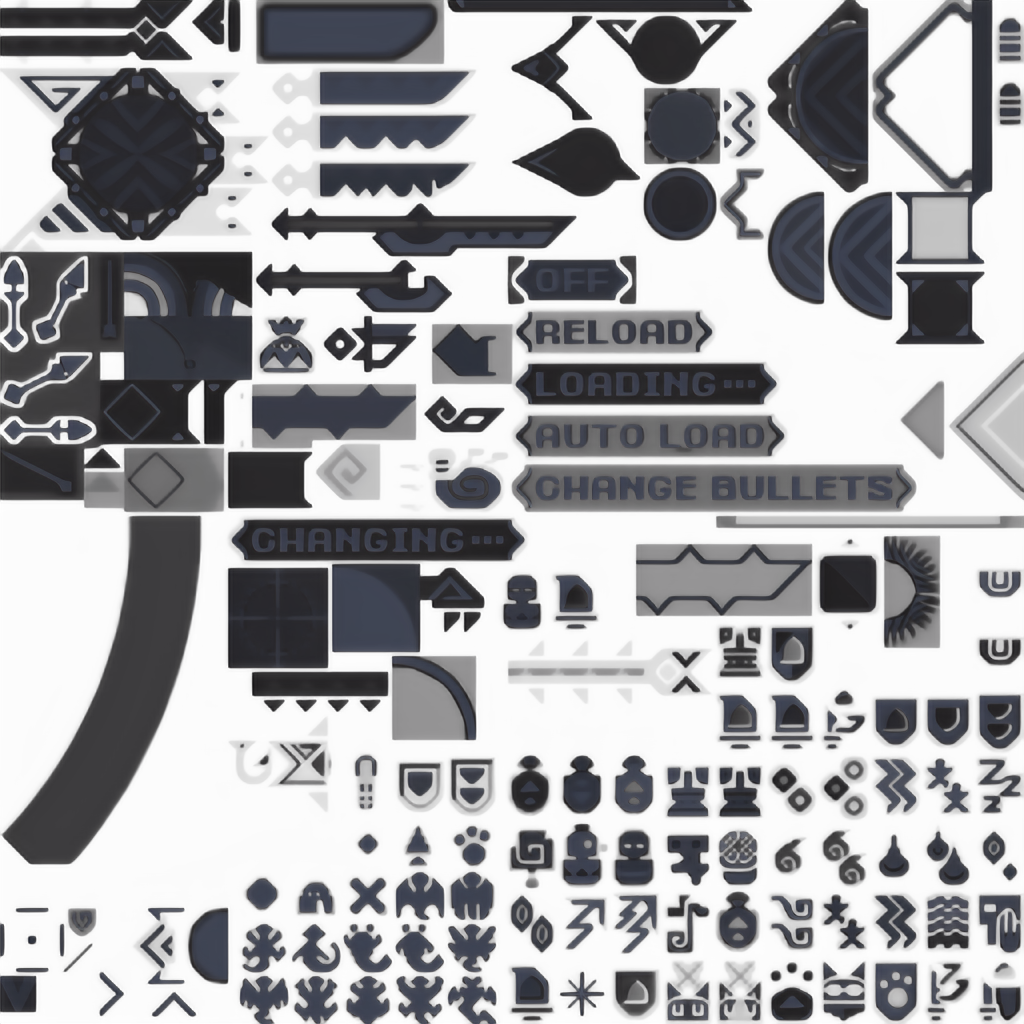 OFF
RELOAD
LOADING•••
AUTO LOAD
CHANGE BULLETS
CHANGING•••